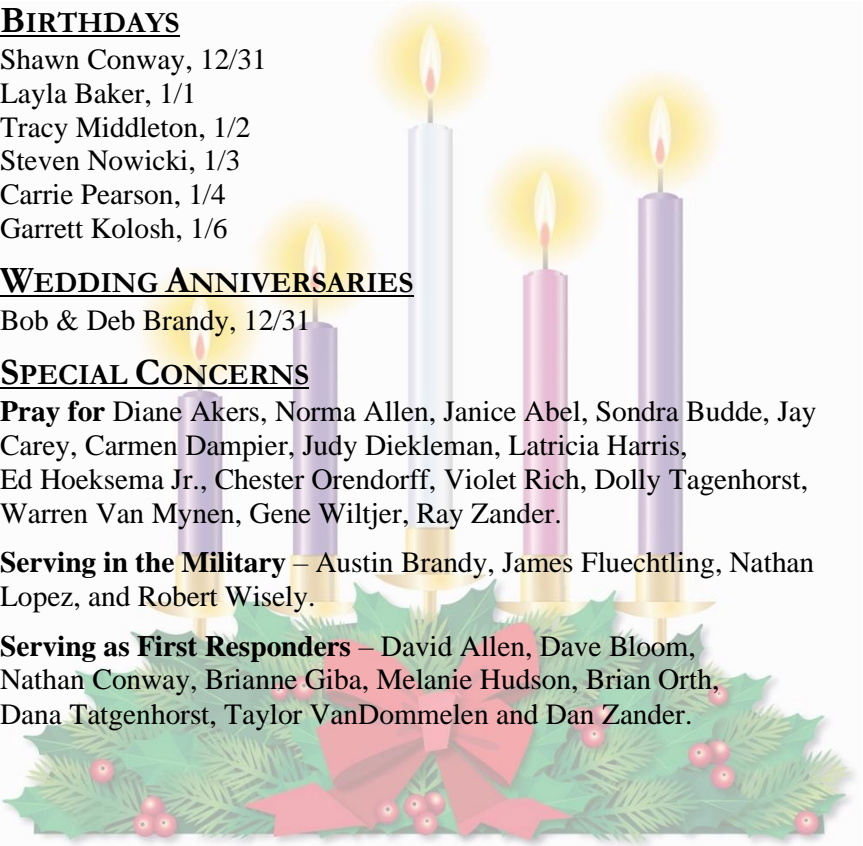 BIRTHDAYS
Shawn Conway, 12/31
Layla Baker, 1/1
Tracy Middleton, 1/2
Steven Nowicki, 1/3
Carrie Pearson, 1/4
Garrett Kolosh, 1/6
WEDDING ANNIVERSARIES
Bob & Deb Brandy, 12/31
SPECIAL CONCERNS
Pray for Diane Akers, Norma Allen, Janice Abel, Sondra Budde, Jay
Carey, Carmen Dampier, Judy Diekleman, Latricia Harris,
Ed Hoeksema Jr., Chester Orendorff, Violet Rich, Dolly Tagenhorst,
Warren Van Mynen, Gene Wiltjer, Ray Zander.
Serving in the Military – Austin Brandy, James Fluechtling, Nathan
Lopez, and Robert Wisely.
Serving as First Responders – David Allen, Dave Bloom,
Nathan Conway, Brianne Giba, Melanie Hudson, Brian Orth,
Dana Tatgenhorst, Taylor VanDommelen and Dan Zander.